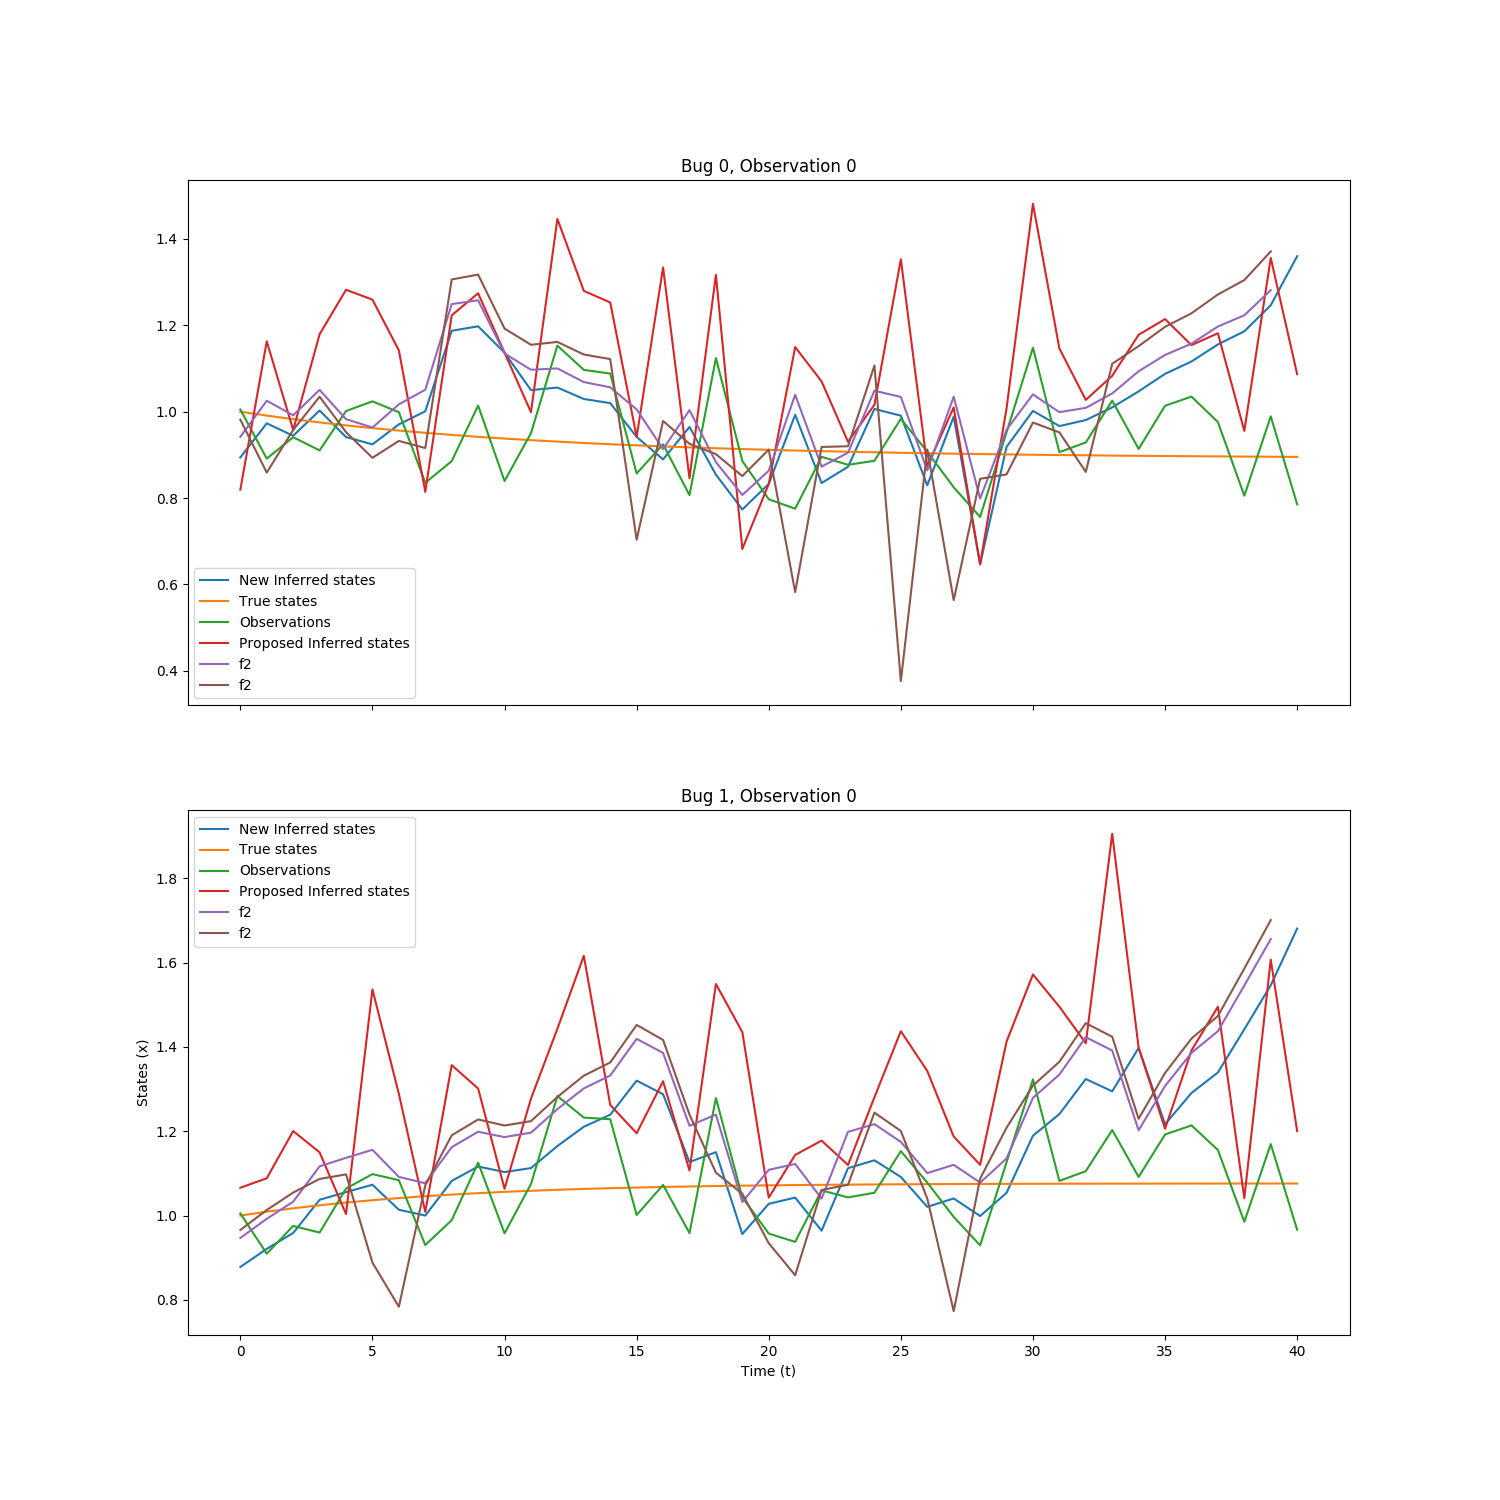 Bug 0, Observation 0
1.4
1.2
1.0
0.8
0.6
0.4
New Inferred states
True states
Observations
Proposed Inferred states
f2
f2
Bug 1, Observation 0
New Inferred states
True states
Observations
Proposed Inferred states
f2
f2
1.8
1.6
1.4
1.2
1.0
0.8
States (x)
0 5 10 15 20 25 30 35 40
Time (t)